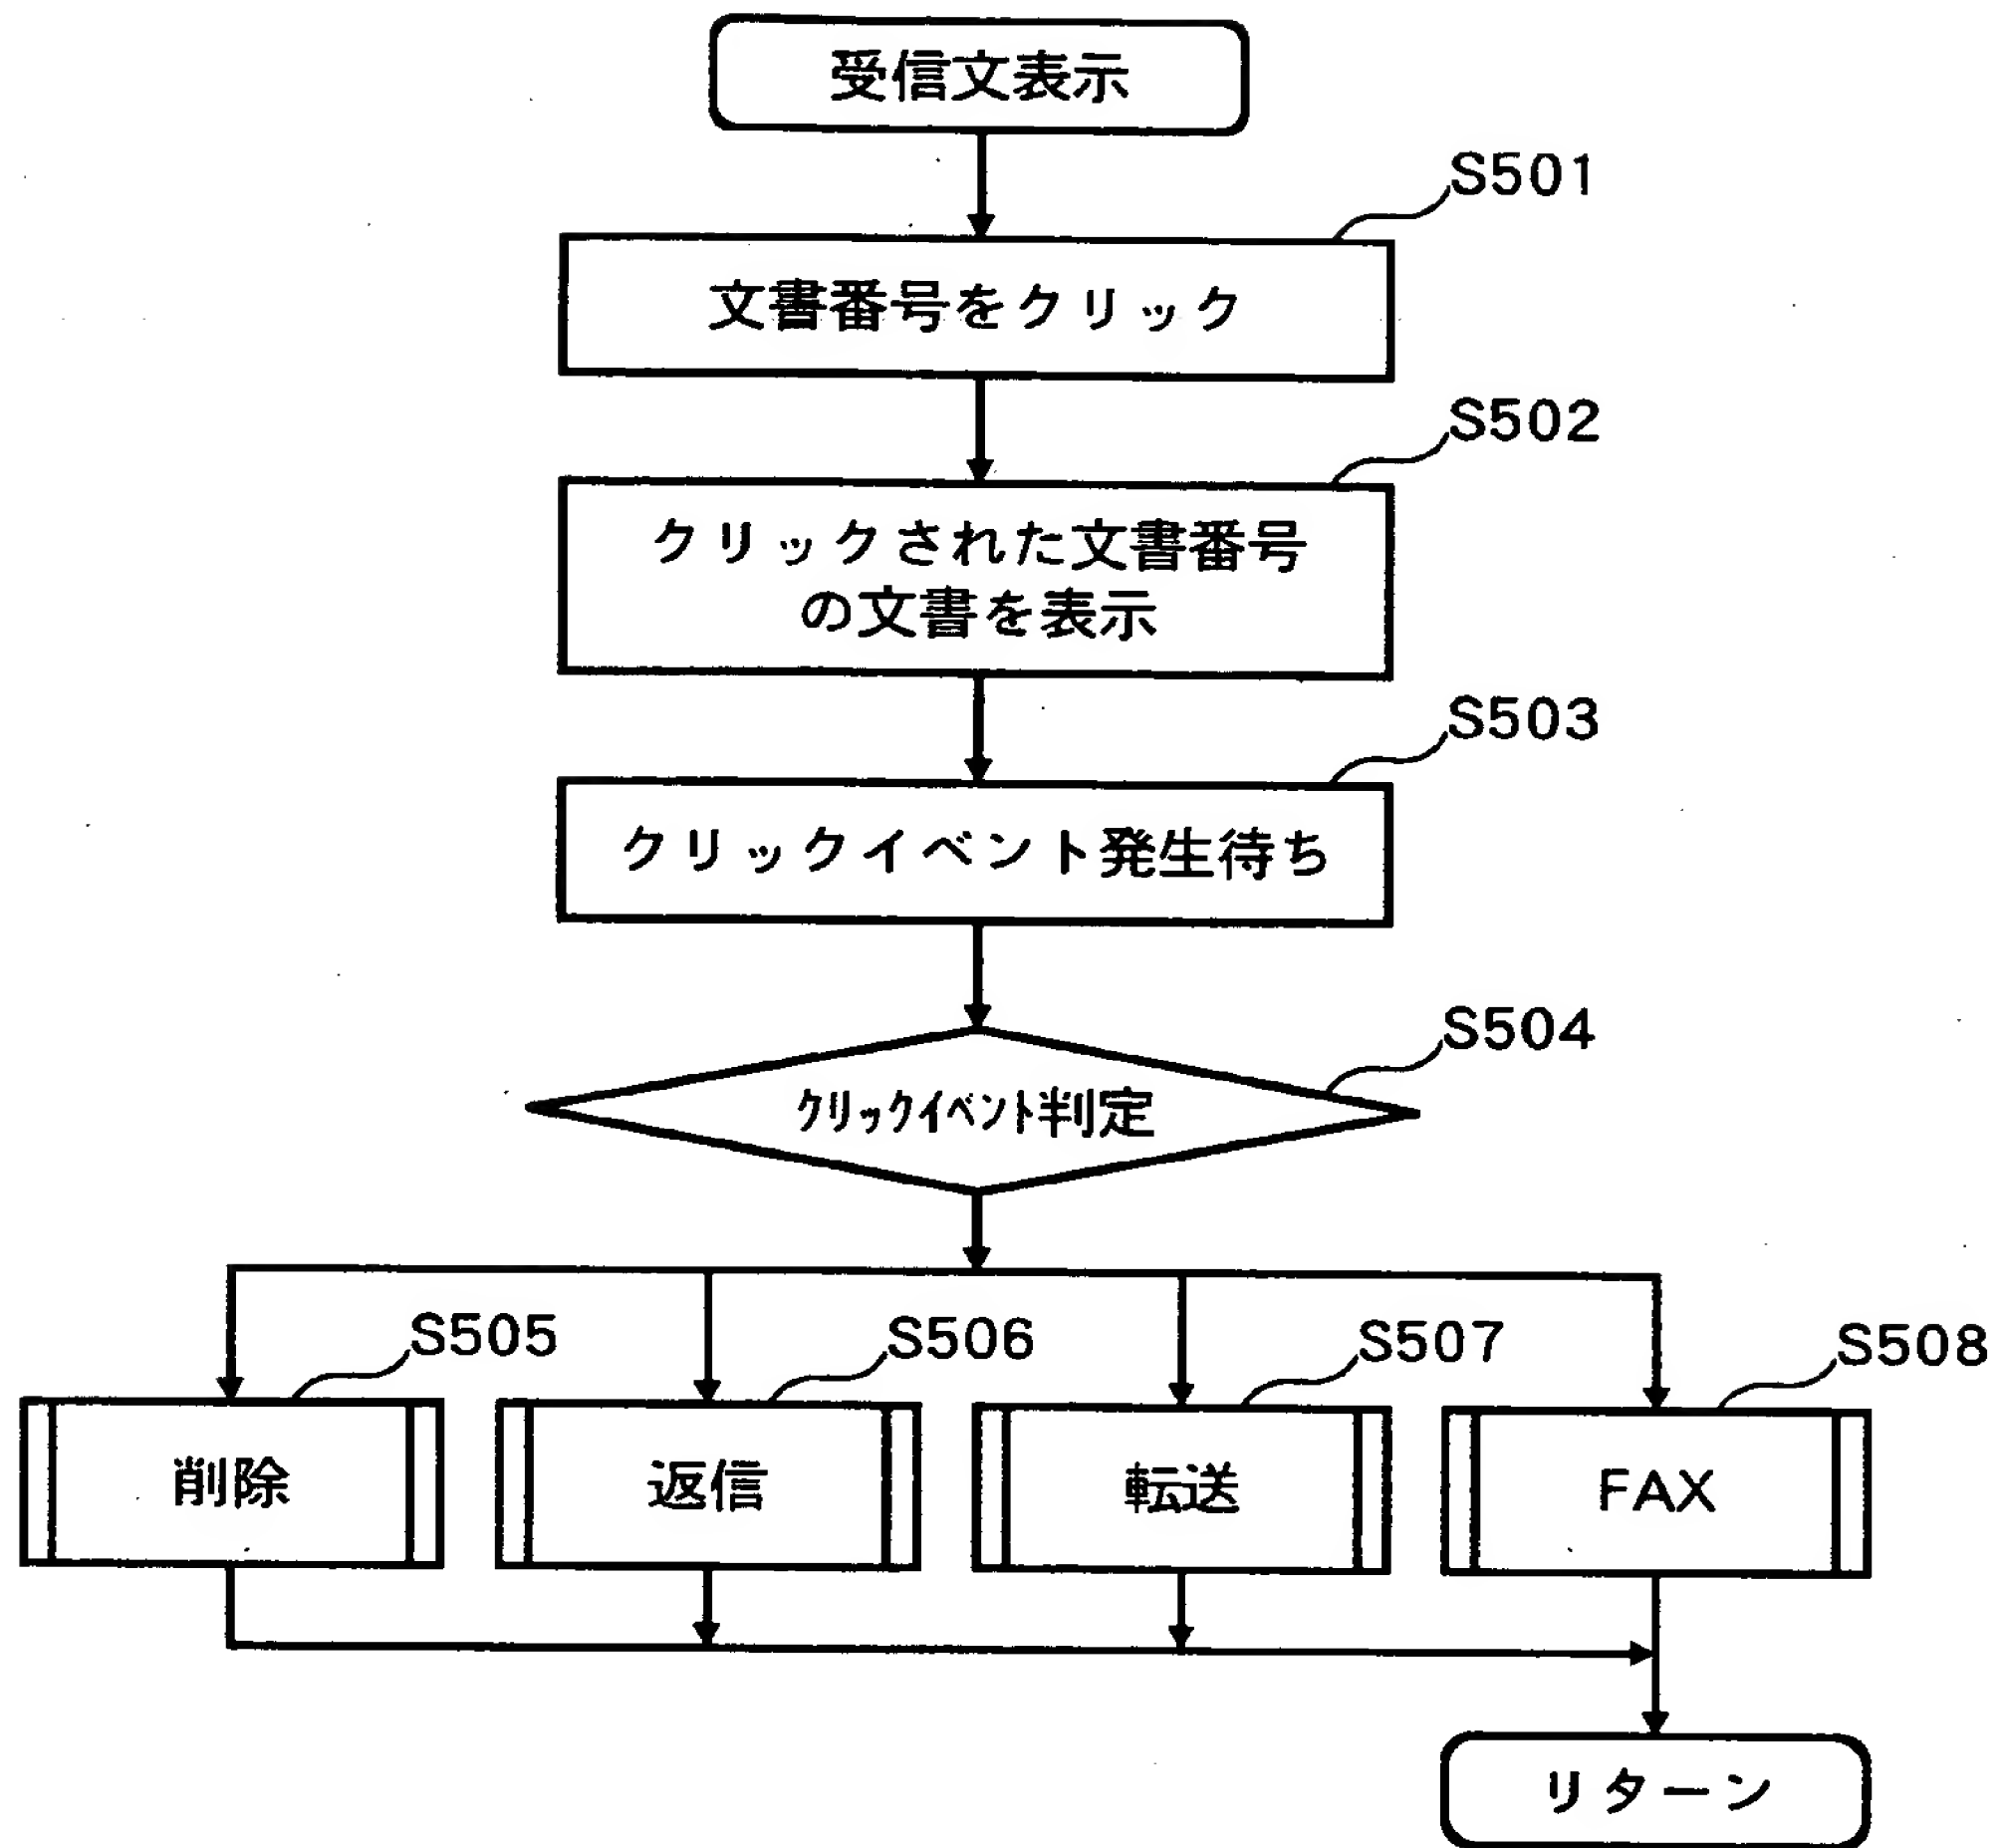 受信文表示
S501
文書番号をクリック
S502
クリックされた文書番号
の文書を表示
S503
クリックイベント発生待ち
S504
クリックイベント判定
S505
S506
S507
S508
削除
返信
転送
FAX
リターン